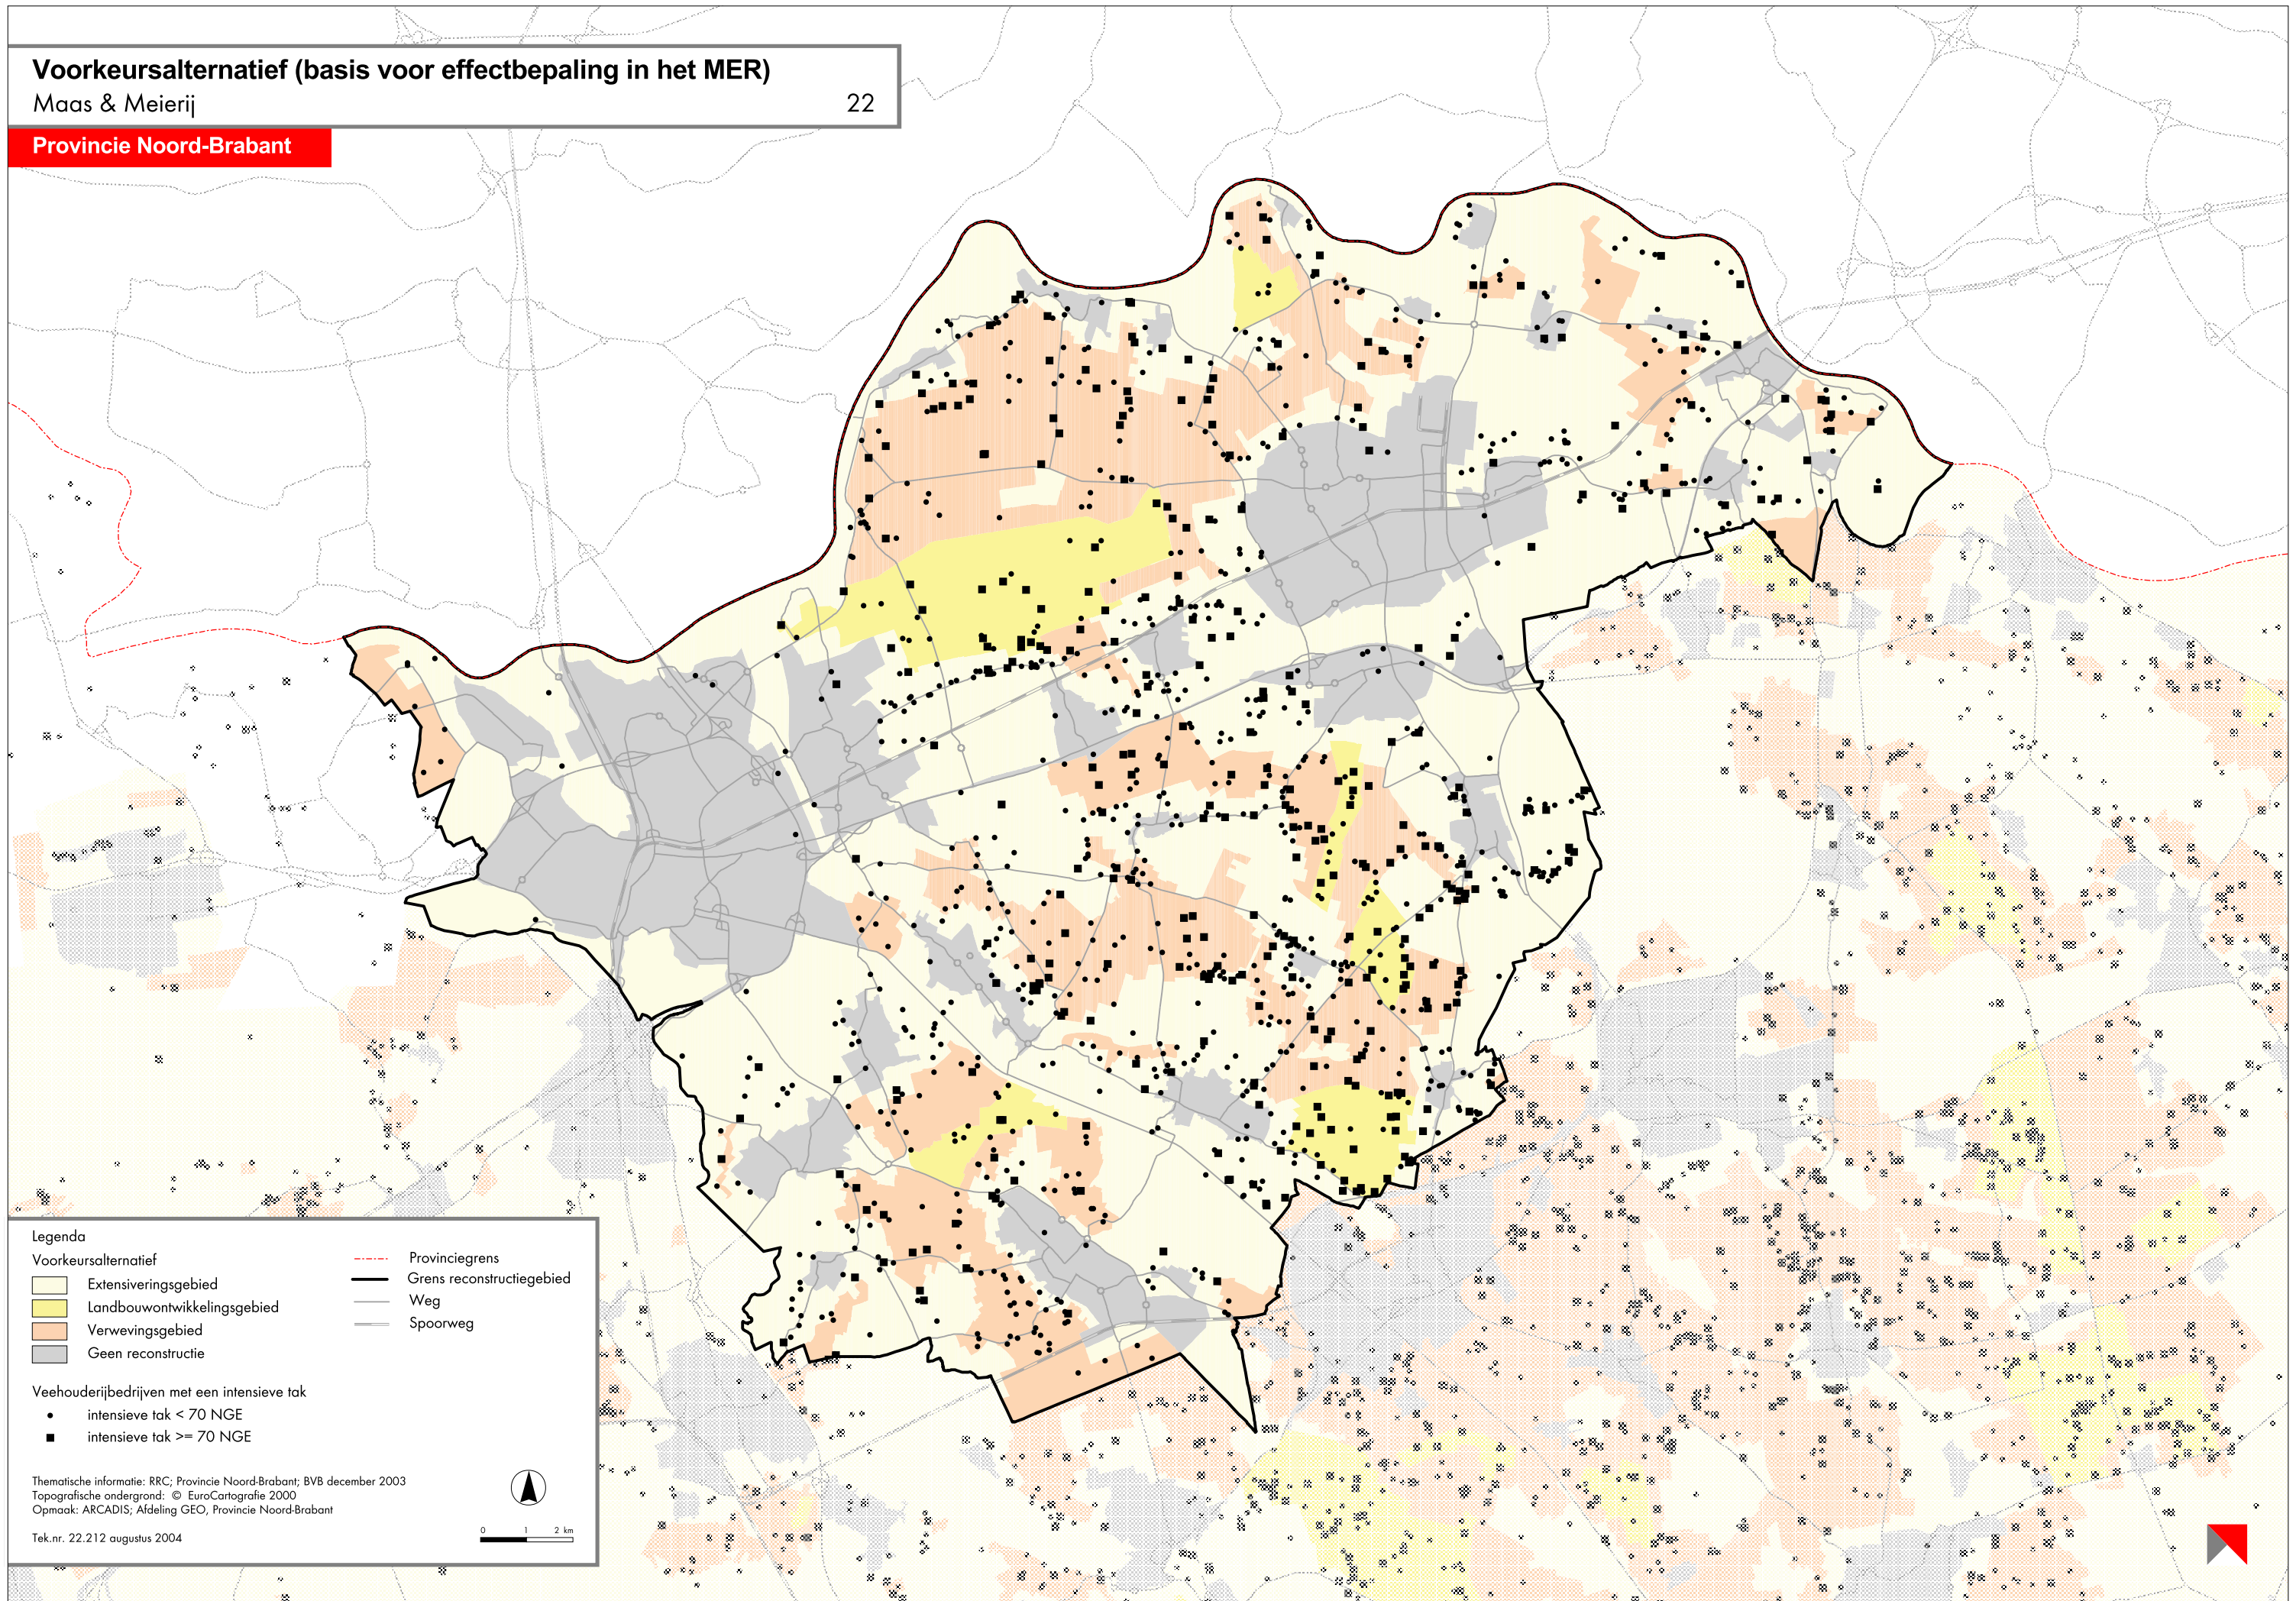 Voorkeursalternatief (basis voor effectbepaling in het MER)
Maas & Meierij 22
Provincie Noord-Brabant
Legenda
Voorkeursalternatief
Extensiveringsgebied
Landbouwontwikkelingsgebied
Verwevingsgebied
Geen reconstructie
Provinciegrens
Grens reconstructiegebied
Weg
Spoorweg
Veehouderijbedrijven met een intensieve tak
intensieve tak < 70 NGE
intensieve tak >= 70 NGE
Thematische informatie: RRC; Provincie Noord-Brabant; BVB december 2003
Topografische ondergrond: © EuroCartografie 2000
Opmaak: ARCADIS; Afdeling GEO, Provincie Noord-Brabant
Tek.nr. 22.212 augustus 2004
0 1 2 km